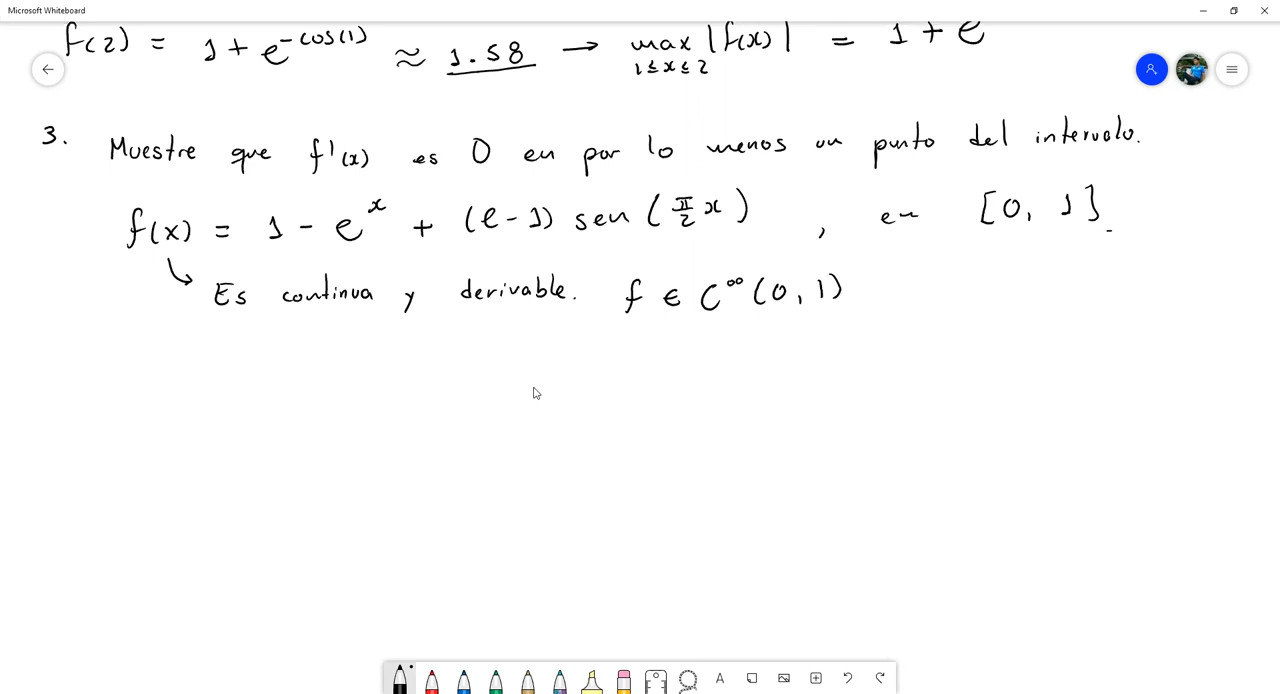 Microsoft Whiteboard
f(2) = 1 + e^{-cos(1)} ≈ 1.58 → max_{1≤x≤2} |f(x)| = 1 + e
3. Muestre que f'(x) es 0 en por lo menos un punto del intervalo.
f(x) = 1 - e^x + (e-1) sen(π/2 x), en [0, 1].
↳ Es continua y derivable. f ∈ C^∞(0, 1)
A